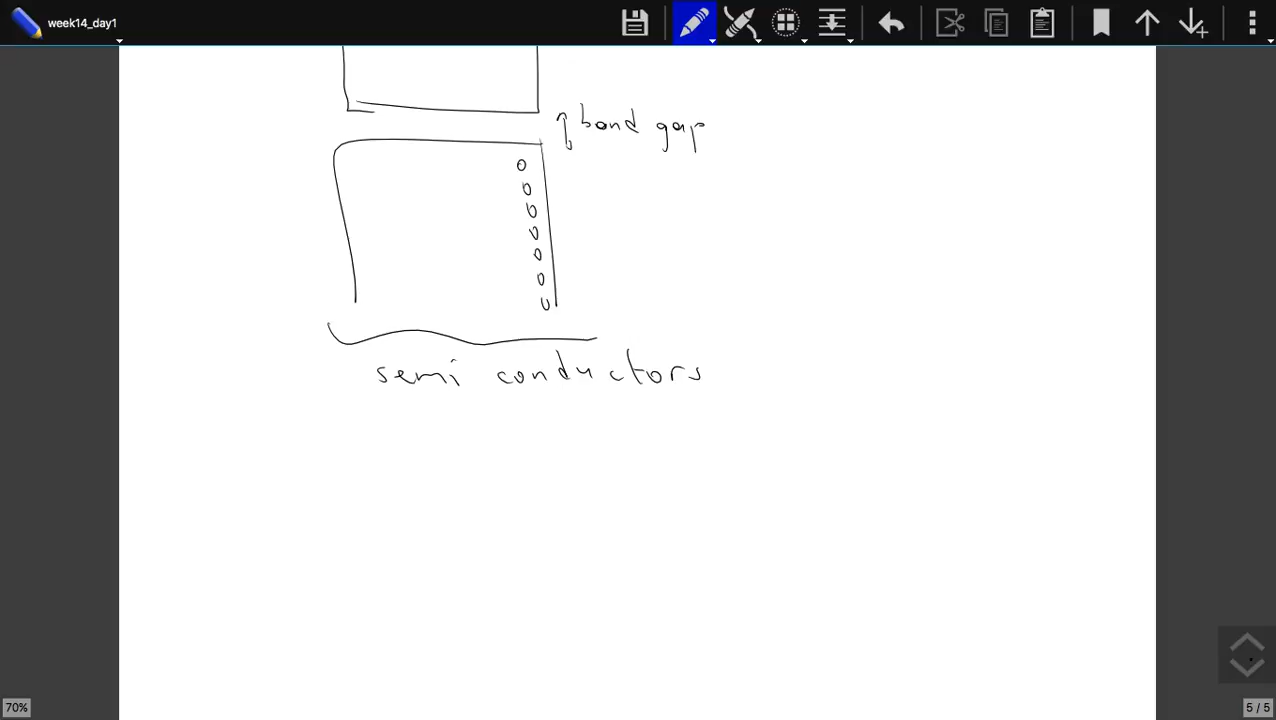 week14_day1
band gap
semi conductors
70%
5 / 5